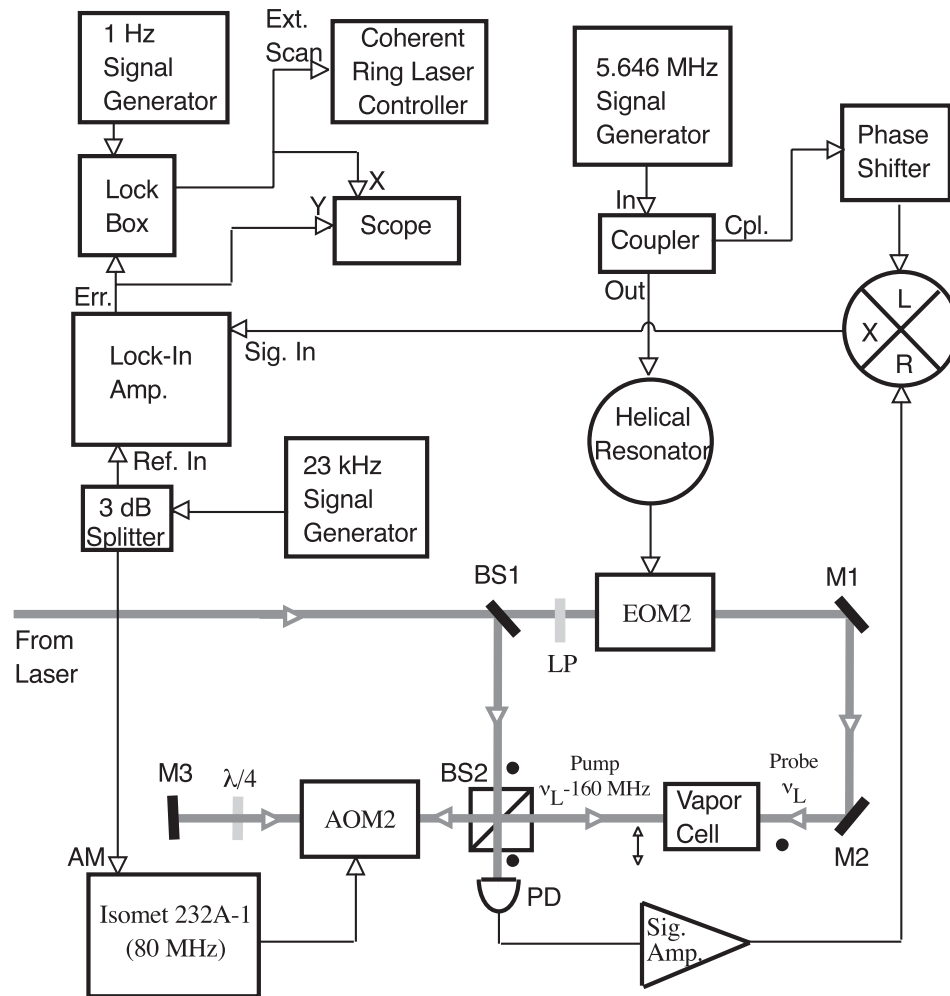 1 Hz
Signal
Generator
Ext.
Scan
Coherent
Ring Laser
Controller
5.646 MHz
Signal
Generator
Phase
Shifter
Lock
Box
X
Y
Scope
In
Coupler
Cpl.
Out
Err.
L
X
R
Sig. In
Lock-In
Amp.
Helical
Resonator
Ref. In
3 dB
Splitter
23 kHz
Signal
Generator
BS1
M1
EOM2
From
Laser
LP
M3
λ/4
BS2
Pump
νL-160 MHz
Probe
νL
AOM2
Vapor
Cell
M2
AM
PD
Isomet 232A-1
(80 MHz)
Sig.
Amp.